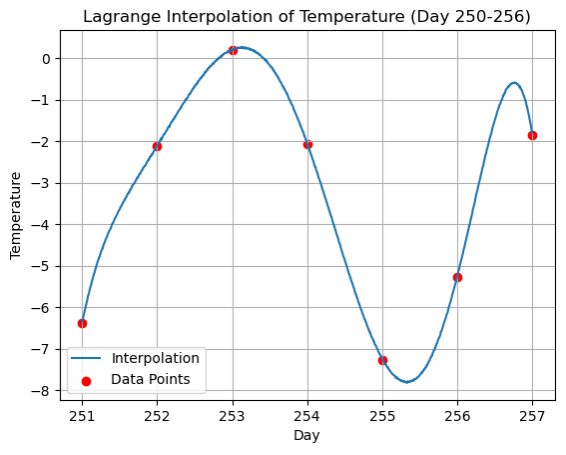 Lagrange Interpolation of Temperature (Day 250-256)
Temperature
0
−1
−2
−3
−4
−5
−6
−7
−8
Interpolation
Data Points
251 252 253 254 255 256 257
Day